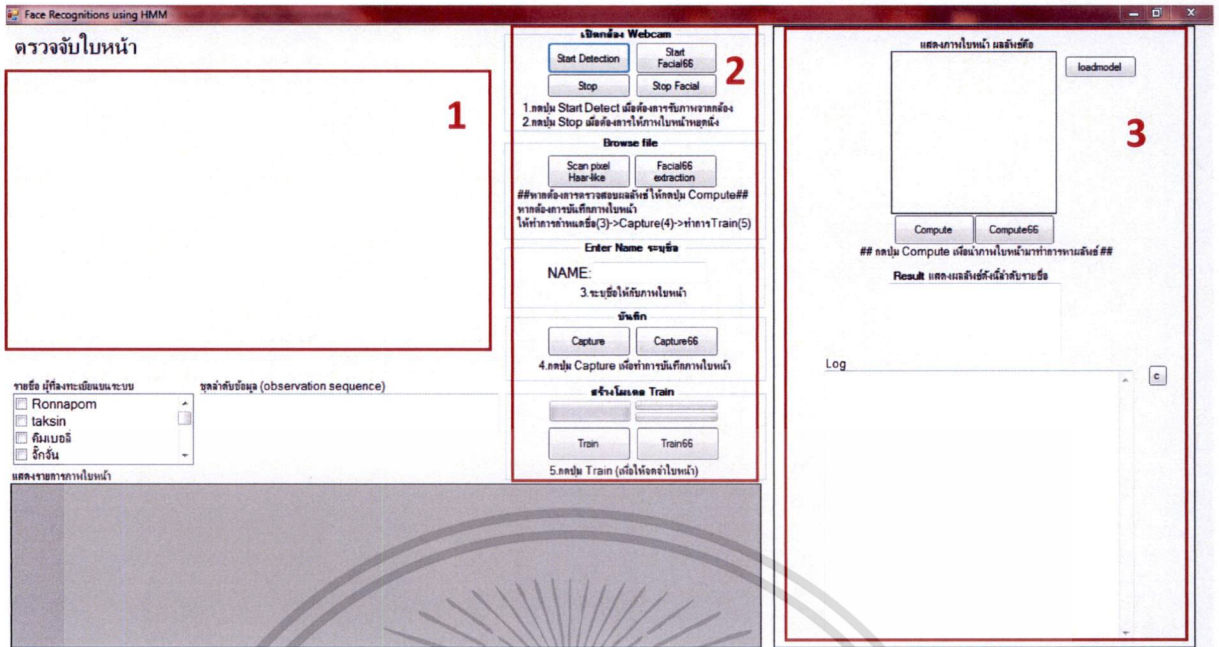 Face Recognitions using HMM
ตรวจจับใบหน้า
1
เปิดกล้อง Webcam
Start Detection
Start Facial66
Stop
Stop Facial
2
1.กดปุ่ม Start Detect เมื่อต้องการรับภาพจากกล้อง
2.กดปุ่ม Stop เมื่อต้องการให้ภาพใบหน้าหยุดนิ่ง
Browse file
Scan pixel Haar-like
Facial66 extraction
##หากต้องการตรวจสอบผลลัพธ์ ให้กดปุ่ม Compute##
หากต้องการบันทึกภาพใบหน้า
ให้ทำการกำหนดชื่อ(3)->Capture(4)->ทำการTrain(5)
Enter Name ระบุชื่อ
NAME:
3.ระบุชื่อให้กับภาพใบหน้า
บันทึก
Capture
Capture66
4.กดปุ่ม Capture เพื่อทำการบันทึกภาพใบหน้า
สร้างโมเดล Train
Train
Train66
5.กดปุ่ม Train (เพื่อให้จดจำใบหน้า)
รายชื่อ ผู้ที่ลงทะเบียนบนระบบ
ชุดลำดับข้อมูล (observation sequence)
Ronnapom
taksin
คิมเบอลี่
จั๊กจั่น
แสดงรายการภาพใบหน้า
แสดงภาพใบหน้า ผลลัพธ์คือ
loadmodel
3
Compute
Compute66
## กดปุ่ม Compute เพื่อนำภาพใบหน้ามาทำการหาผลลัพธ์ ##
Result แสดงผลลัพธ์ดังนี้ลำดับรายชื่อ
Log
c